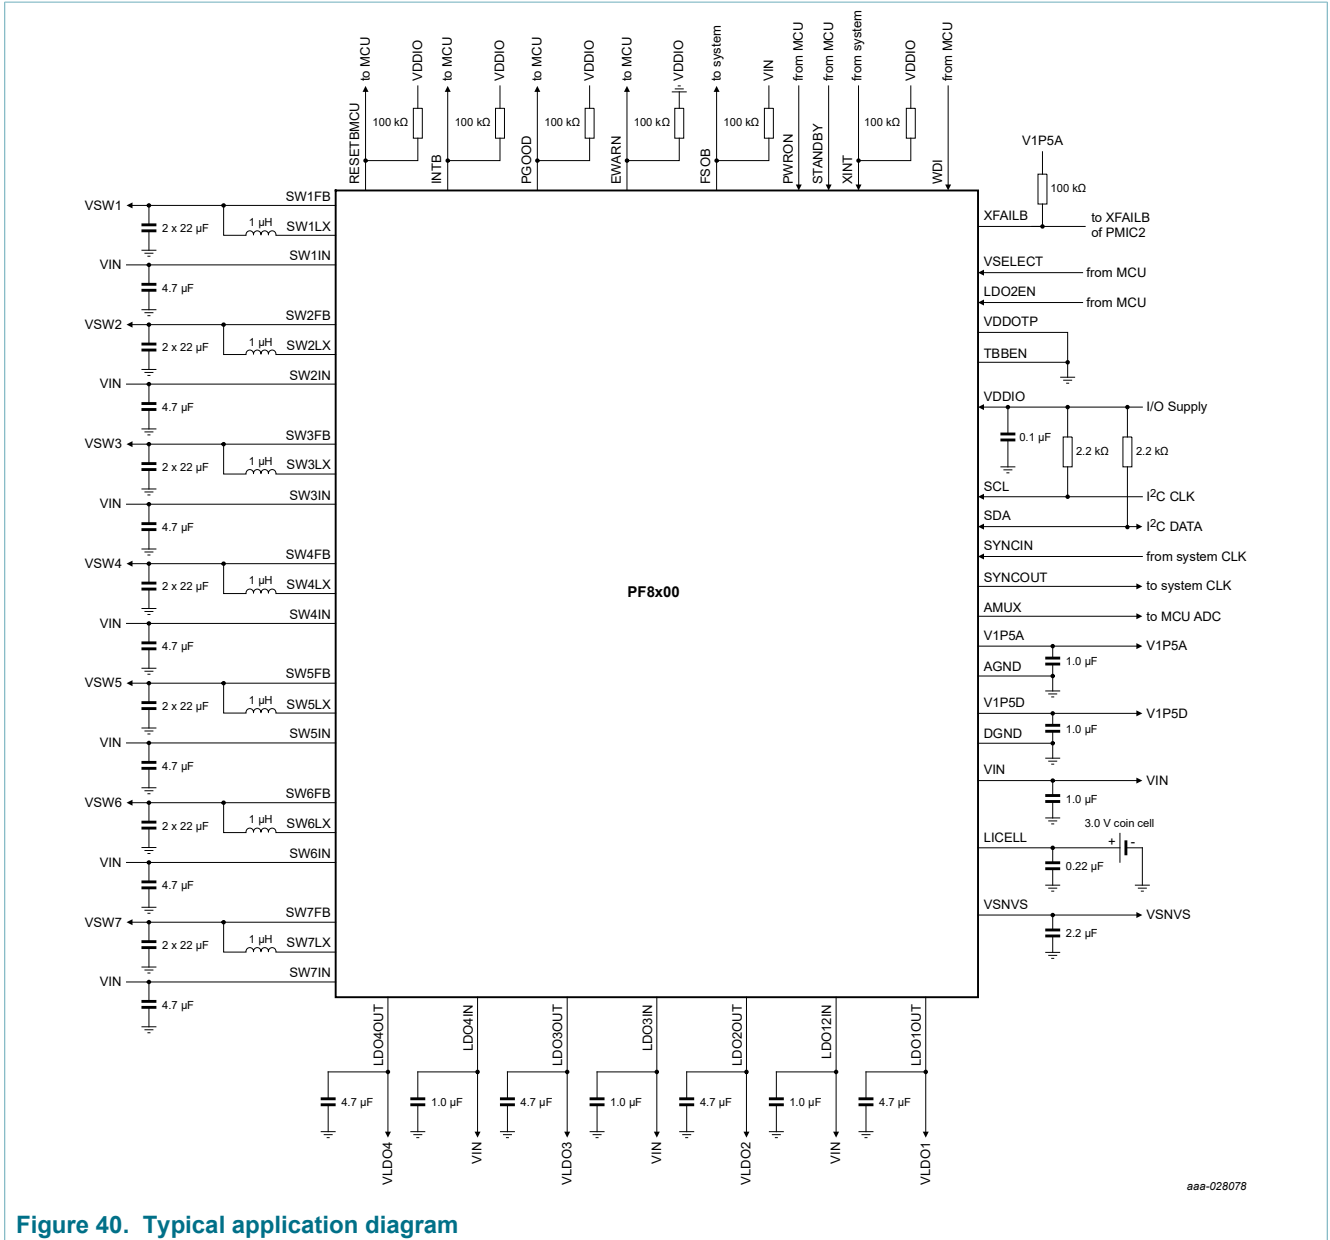 to MCU
VDDIO
to MCU
VDDIO
to MCU
VDDIO
to MCU
VDDIO
to system
VIN
from MCU
from MCU
from system
VDDIO
from MCU
100 kΩ
100 kΩ
100 kΩ
100 kΩ
100 kΩ
100 kΩ
RESETBMCU
INTB
PGOOD
EWARN
FSOB
PWRON
STANDBY
XINT
WDI
V1P5A
100 kΩ
XFAILB
to XFAILB
of PMIC2
VSELECT
from MCU
LDO2EN
from MCU
VDDOTP
TBBEN
VDDIO
I/O Supply
0.1 µF
2.2 kΩ
2.2 kΩ
SCL
I2C CLK
SDA
I2C DATA
SYNCIN
from system CLK
SYNCOUT
to system CLK
AMUX
to MCU ADC
V1P5A
V1P5A
1.0 µF
AGND
V1P5D
V1P5D
1.0 µF
DGND
VIN
VIN
1.0 µF
3.0 V coin cell
LICELL
+ -
0.22 µF
VSNVS
VSNVS
2.2 µF
VSW1
SW1FB
2 x 22 µF
1 µH
SW1LX
VIN
SW1IN
4.7 µF
VSW2
SW2FB
2 x 22 µF
1 µH
SW2LX
VIN
SW2IN
4.7 µF
VSW3
SW3FB
2 x 22 µF
1 µH
SW3LX
VIN
SW3IN
4.7 µF
VSW4
SW4FB
2 x 22 µF
1 µH
SW4LX
VIN
SW4IN
4.7 µF
VSW5
SW5FB
2 x 22 µF
1 µH
SW5LX
VIN
SW5IN
4.7 µF
VSW6
SW6FB
2 x 22 µF
1 µH
SW6LX
VIN
SW6IN
4.7 µF
VSW7
SW7FB
2 x 22 µF
1 µH
SW7LX
VIN
SW7IN
4.7 µF
PF8x00
LDO4OUT
LDO4IN
LDO3OUT
LDO3IN
LDO2OUT
LDO12IN
LDO1OUT
4.7 µF
1.0 µF
4.7 µF
1.0 µF
4.7 µF
1.0 µF
4.7 µF
VLDO4
VIN
VLDO3
VIN
VLDO2
VIN
VLDO1
aaa-028078
Figure 40. Typical application diagram